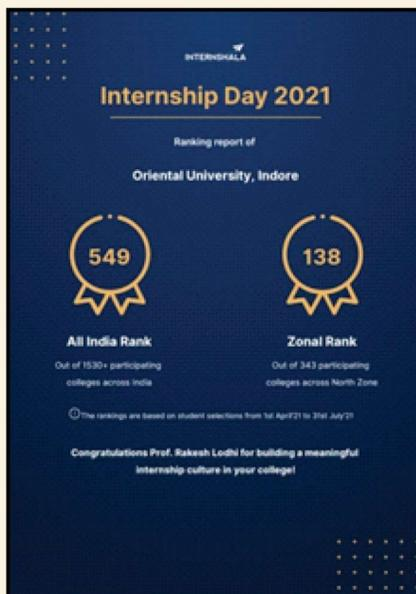 INTERNSHALA
Internship Day 2021
Ranking report of
Oriental University, Indore
549
138
All India Rank
Zonal Rank
Out of 1530+ participating
colleges across India
Out of 343 participating
colleges across North Zone
The rankings are based on student selections from 1st April'21 to 31st July'21
Congratulations Prof. Rakesh Lodhi for building a meaningful
internship culture in your college!